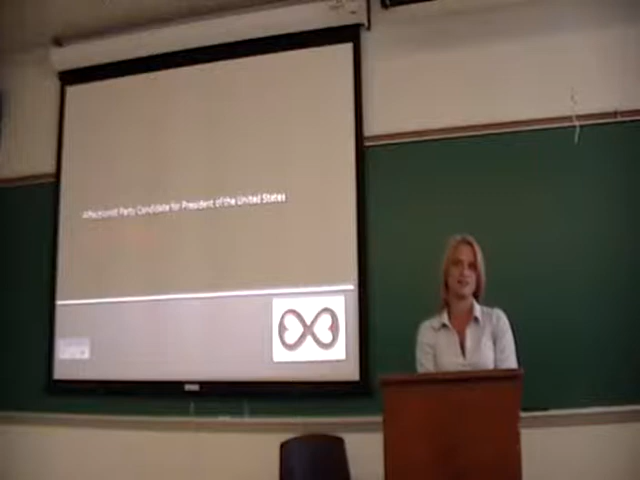 Affectionist Party Candidate for President of the United States